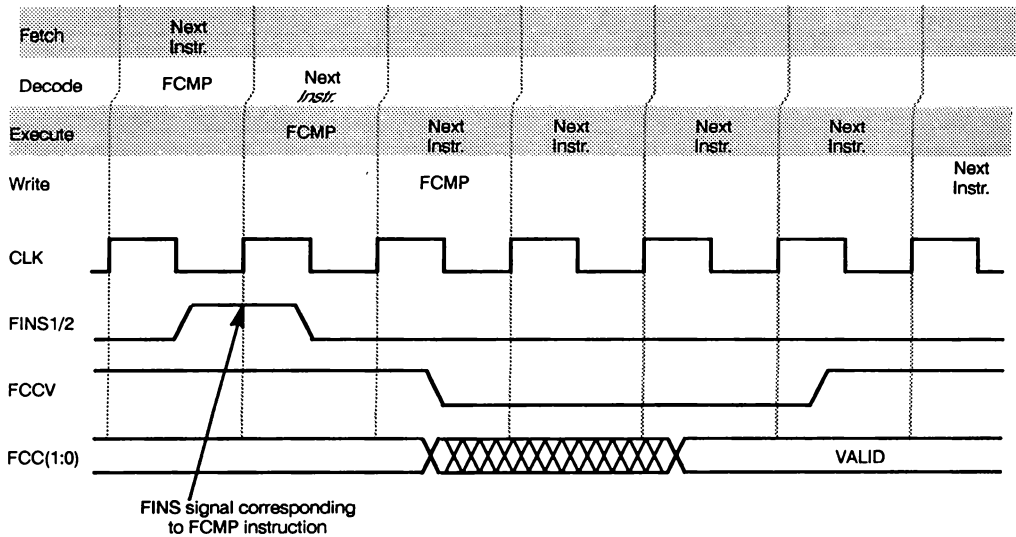 Fetch
Next
Instr.
Decode
FCMP
Next
Instr.
Execute
FCMP
Next
Instr.
Next
Instr.
Next
Instr.
Next
Instr.
Write
FCMP
Next
Instr.
CLK
FINS1/2
FCCV
FCC(1:0)
VALID
FINS signal corresponding
to FCMP instruction